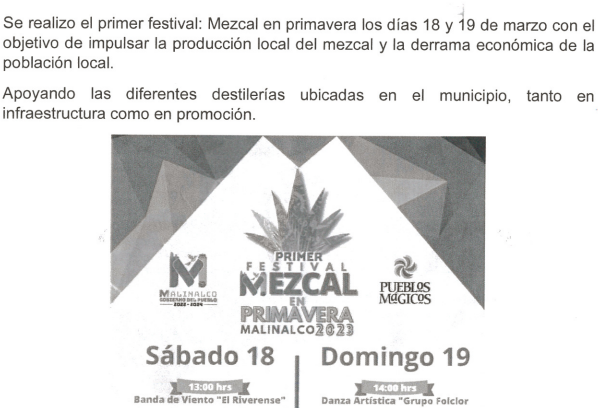 Se realizo el primer festival: Mezcal en primavera los días 18 y 19 de marzo con el
objetivo de impulsar la producción local del mezcal y la derrama económica de la
población local.
Apoyando las diferentes destilerías ubicadas en el municipio, tanto en
infraestructura como en promoción.
PRIMER
FESTIVAL
MEZCAL
EN
PRIMAVERA
MALINALCO 2023
M
MALINALCO
GOBIERNO DEL PUEBLO
2022 - 2024
PUEBLOS
MáGICOS
Sábado 18
13:00 hrs
Banda de Viento "El Riverense"
Domingo 19
14:00 hrs
Danza Artística "Grupo Folclor